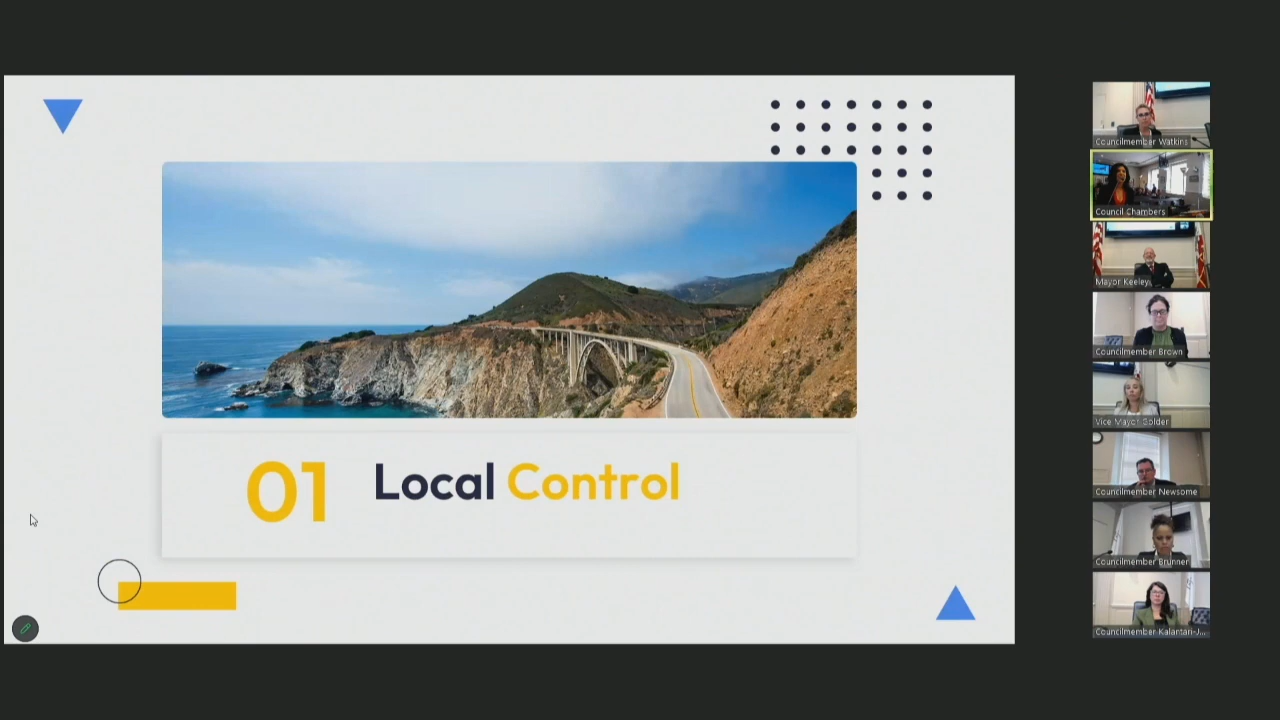 01 Local Control
Councilmember Watkins
Council Chambers
Mayor Keeley
Councilmember Brown
Vice Mayor Golder
Councilmember Newsome
Councilmember Brunner
Councilmember Kalantari-J...